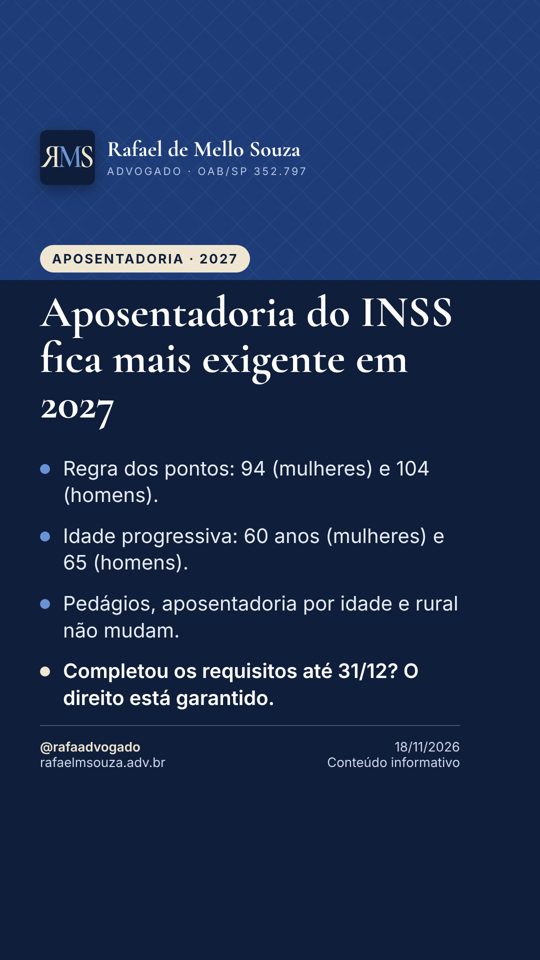 RMS
Rafael de Mello Souza
ADVOGADO · OAB/SP 352.797
APOSENTADORIA · 2027
Aposentadoria do INSS
fica mais exigente em
2027
Regra dos pontos: 94 (mulheres) e 104
(homens).
Idade progressiva: 60 anos (mulheres) e
65 (homens).
Pedágios, aposentadoria por idade e rural
não mudam.
Completou os requisitos até 31/12? O
direito está garantido.
@rafaadvogado
18/11/2026
rafaelmsouza.adv.br
Conteúdo informativo